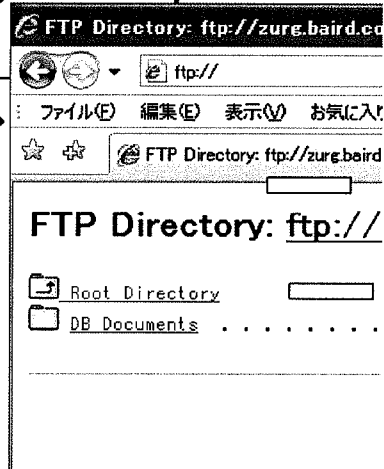 FTP Directory: ftp://zurg.baird.co
ftp://
ファイル(F) 編集(E) 表示(V) お気に入り
FTP Directory: ftp://zurg.baird
FTP Directory: ftp://
Root Directory
DB Documents . . . . . . . .